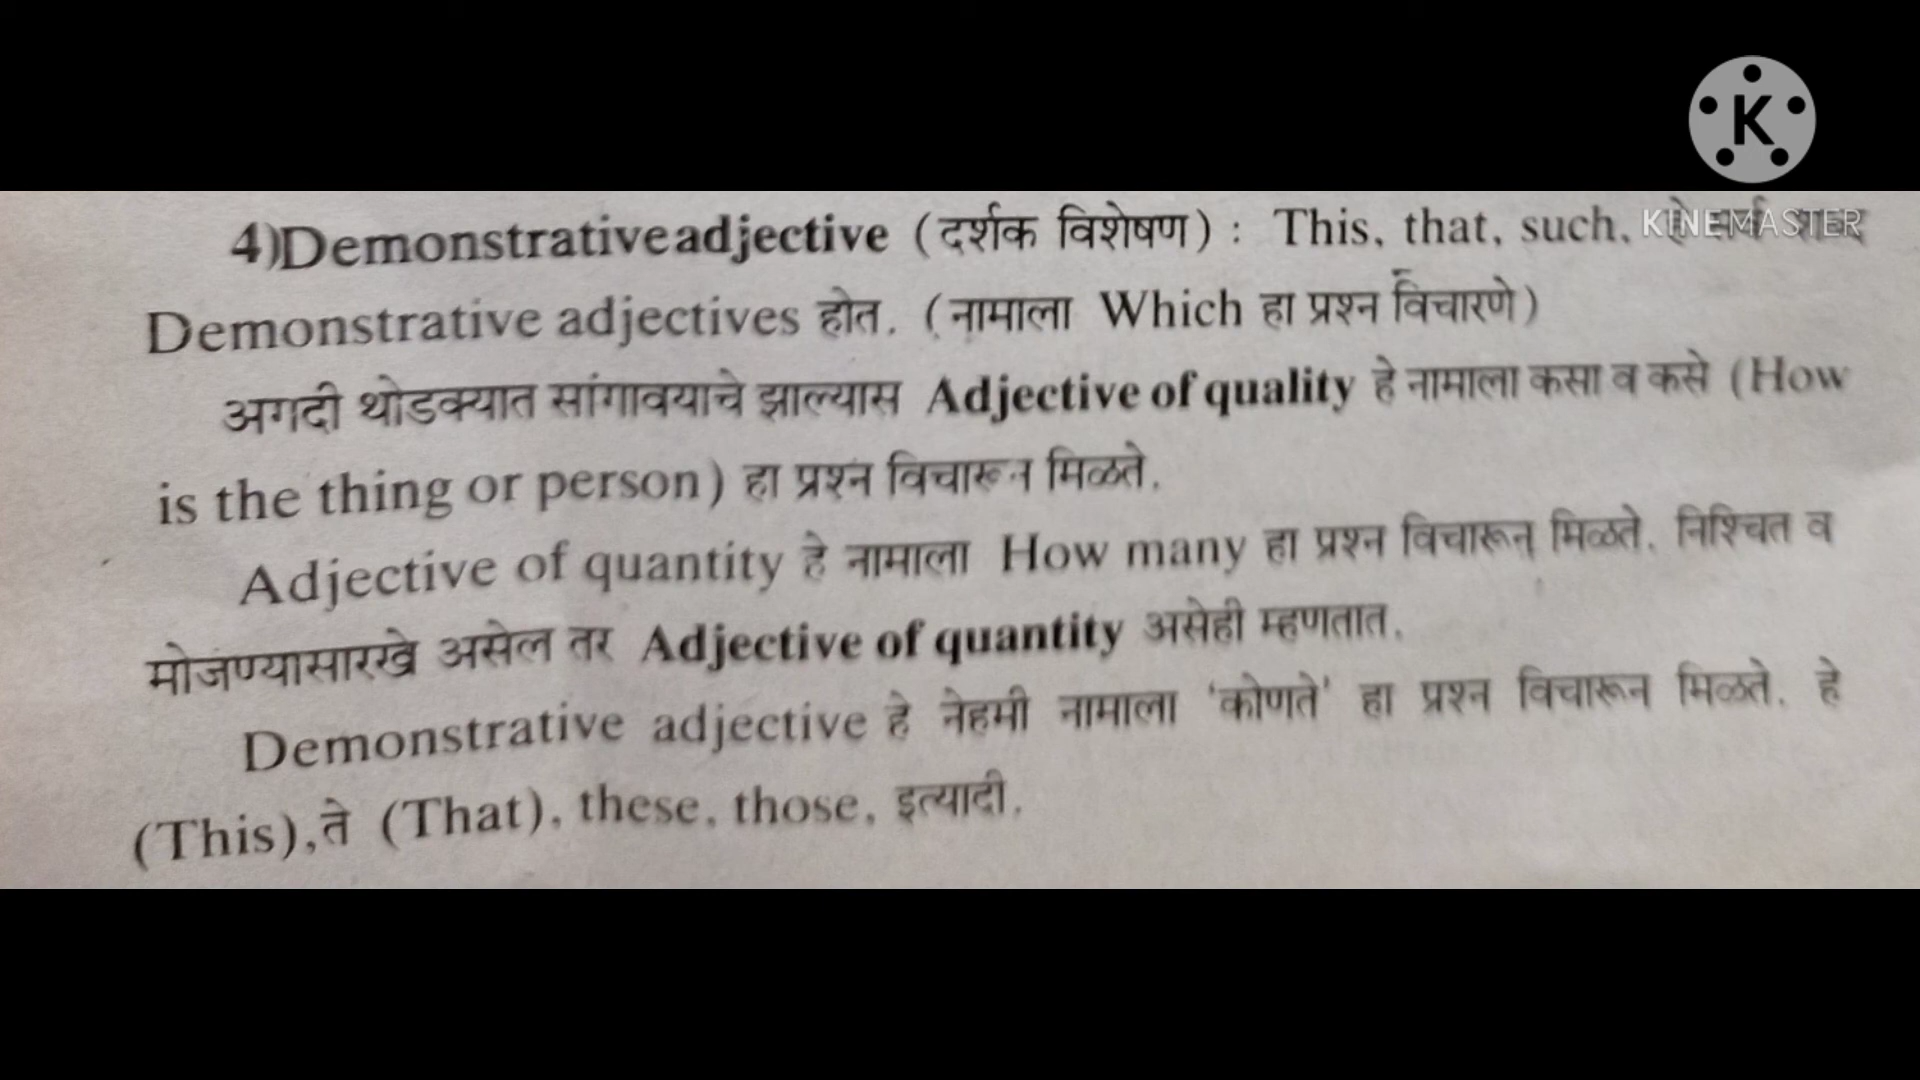 K
KINEMASTER
4)Demonstrative adjective (दर्शक विशेषण) : This, that, such,
Demonstrative adjectives होत. (नामाला Which हा प्रश्न विचारणे)
अगदी थोडक्यात सांगावयाचे झाल्यास Adjective of quality हे नामाला कसा व कसे (How
is the thing or person) हा प्रश्न विचारून मिळते.
Adjective of quantity हे नामाला How many हा प्रश्न विचारून मिळते. निश्चित व
मोजण्यासारखे असेल तर Adjective of quantity असेही म्हणतात.
Demonstrative adjective हे नेहमी नामाला 'कोणते' हा प्रश्न विचारून मिळते. हे
(This),ते (That), these, those, इत्यादी.